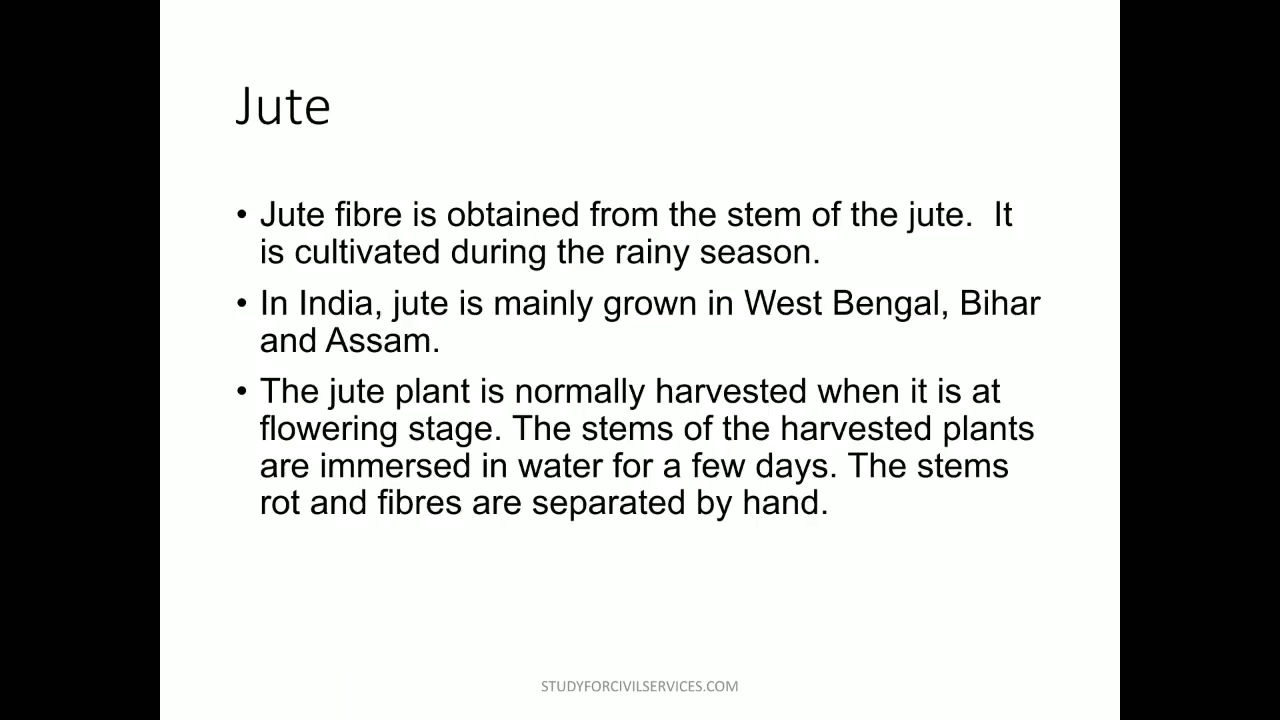 Jute
• Jute fibre is obtained from the stem of the jute.  It
is cultivated during the rainy season.
• In India, jute is mainly grown in West Bengal, Bihar
and Assam.
• The jute plant is normally harvested when it is at
flowering stage. The stems of the harvested plants
are immersed in water for a few days. The stems
rot and fibres are separated by hand.
STUDYFORCIVILSERVICES.COM